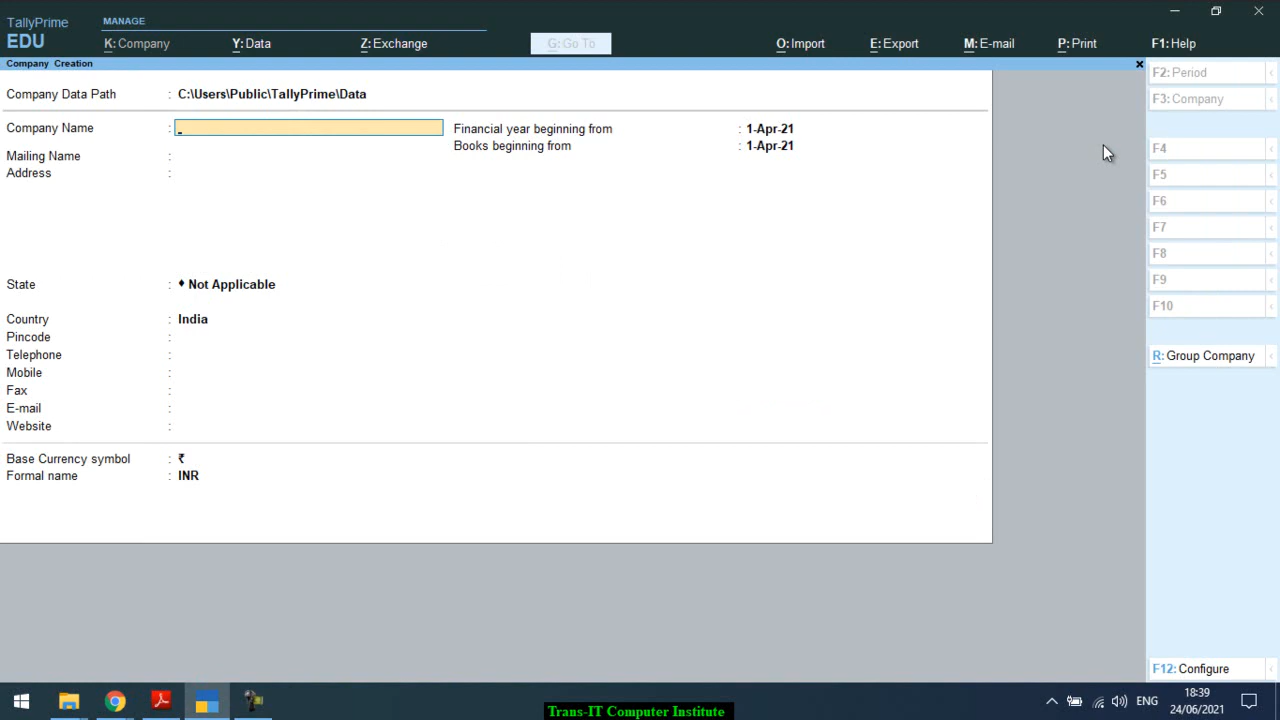 TallyPrime
EDU
MANAGE
K: Company
Y: Data
Z: Exchange
G: Go To
O: Import
E: Export
M: E-mail
P: Print
F1: Help
Company Creation
Company Data Path : C:\Users\Public\TallyPrime\Data
Company Name :
Financial year beginning from : 1-Apr-21
Books beginning from : 1-Apr-21
Mailing Name :
Address :
State : ♦ Not Applicable
Country : India
Pincode :
Telephone :
Mobile :
Fax :
E-mail :
Website :
Base Currency symbol : ₹
Formal name : INR
F2: Period
F3: Company
F4
F5
F6
F7
F8
F9
F10
R: Group Company
F12: Configure
ENG
18:39
24/06/2021
Trans-IT Computer Institute